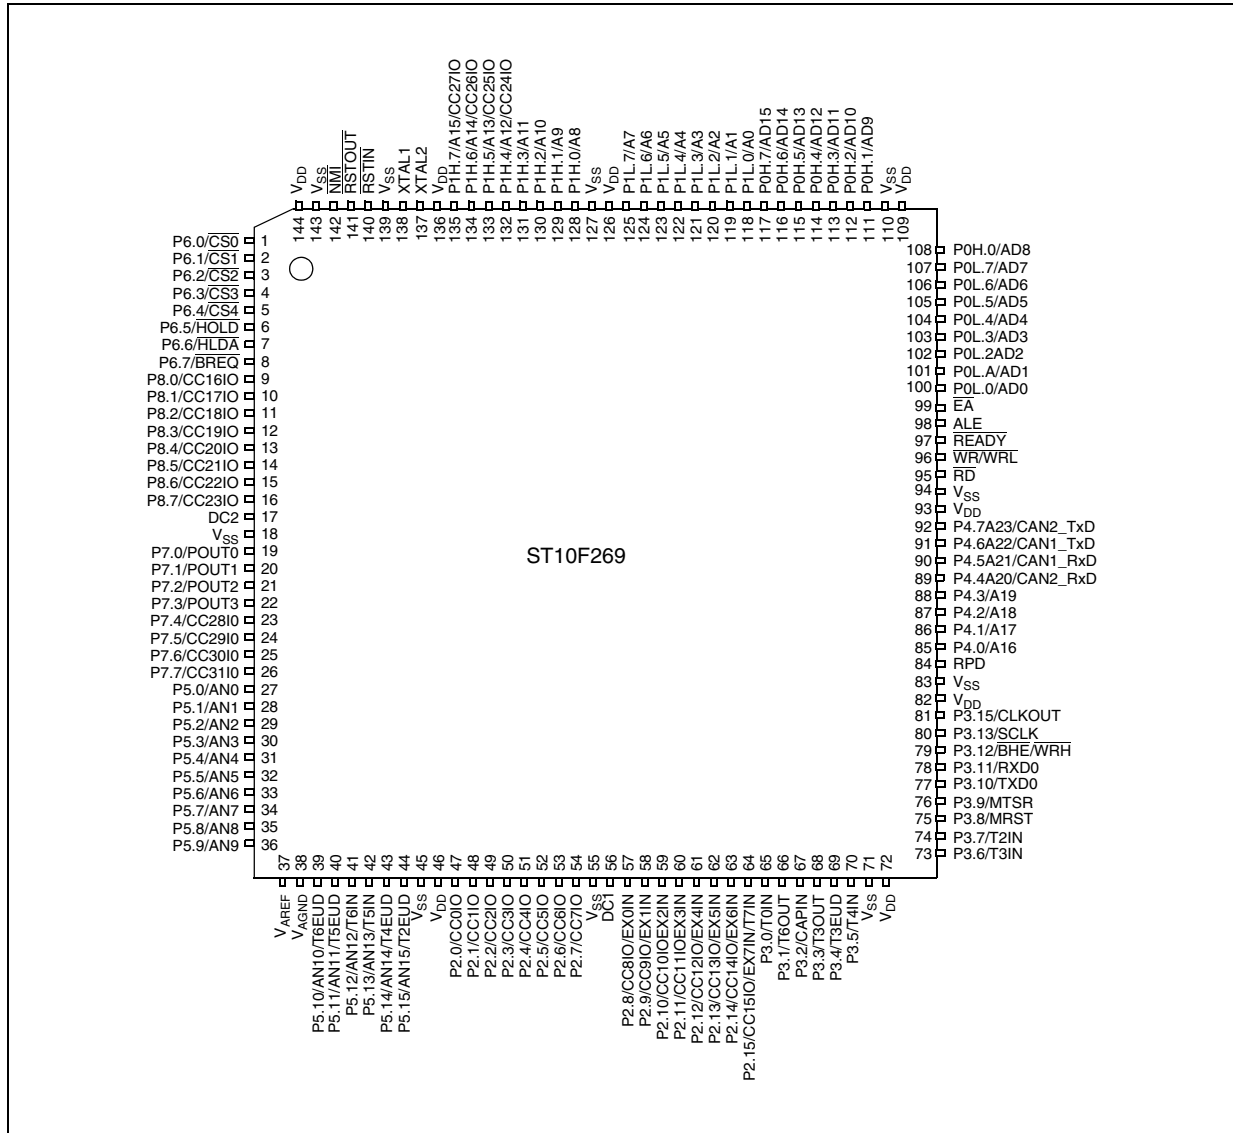 VDD
VSS
NMI
RSTOUT
RSTIN
VSS
XTAL1
XTAL2
VDD
P1H.7/A15/CC27IO
P1H.6/A14/CC26IO
P1H.5/A13/CC25IO
P1H.4/A12/CC24IO
P1H.3/A11
P1H.2/A10
P1H.1/A9
P1H.0/A8
VSS
VDD
P1L.7/A7
P1L.6/A6
P1L.5/A5
P1L.4/A4
P1L.3/A3
P1L.2/A2
P1L.1/A1
P1L.0/A0
P0H.7/AD15
P0H.6/AD14
P0H.5/AD13
P0H.4/AD12
P0H.3/AD11
P0H.2/AD10
P0H.1/AD9
VSS
VDD
144
143
142
141
140
139
138
137
136
135
134
133
132
131
130
129
128
127
126
125
124
123
122
121
120
119
118
117
116
115
114
113
112
111
110
109
P6.0/CS0 1
P6.1/CS1 2
P6.2/CS2 3
P6.3/CS3 4
P6.4/CS4 5
P6.5/HOLD 6
P6.6/HLDA 7
P6.7/BREQ 8
P8.0/CC16IO 9
P8.1/CC17IO 10
P8.2/CC18IO 11
P8.3/CC19IO 12
P8.4/CC20IO 13
P8.5/CC21IO 14
P8.6/CC22IO 15
P8.7/CC23IO 16
DC2 17
VSS 18
P7.0/POUT0 19
P7.1/POUT1 20
P7.2/POUT2 21
P7.3/POUT3 22
P7.4/CC28I0 23
P7.5/CC29I0 24
P7.6/CC30I0 25
P7.7/CC31I0 26
P5.0/AN0 27
P5.1/AN1 28
P5.2/AN2 29
P5.3/AN3 30
P5.4/AN4 31
P5.5/AN5 32
P5.6/AN6 33
P5.7/AN7 34
P5.8/AN8 35
P5.9/AN9 36
ST10F269
108 P0H.0/AD8
107 P0L.7/AD7
106 P0L.6/AD6
105 P0L.5/AD5
104 P0L.4/AD4
103 P0L.3/AD3
102 P0L.2AD2
101 P0L.A/AD1
100 P0L.0/AD0
99 EA
98 ALE
97 READY
96 WR/WRL
95 RD
94 VSS
93 VDD
92 P4.7A23/CAN2_TxD
91 P4.6A22/CAN1_TxD
90 P4.5A21/CAN1_RxD
89 P4.4A20/CAN2_RxD
88 P4.3/A19
87 P4.2/A18
86 P4.1/A17
85 P4.0/A16
84 RPD
83 VSS
82 VDD
81 P3.15/CLKOUT
80 P3.13/SCLK
79 P3.12/BHE/WRH
78 P3.11/RXD0
77 P3.10/TXD0
76 P3.9/MTSR
75 P3.8/MRST
74 P3.7/T2IN
73 P3.6/T3IN
37
38
39
40
41
42
43
44
45
46
47
48
49
50
51
52
53
54
55
56
57
58
59
60
61
62
63
64
65
66
67
68
69
70
71
72
VAREF
VAGND
P5.10/AN10/T6EUD
P5.11/AN11/T5EUD
P5.12/AN12/T6IN
P5.13/AN13/T5IN
P5.14/AN14/T4EUD
P5.15/AN15/T2EUD
VSS
VDD
P2.0/CC0IO
P2.1/CC1IO
P2.2/CC2IO
P2.3/CC3IO
P2.4/CC4IO
P2.5/CC5IO
P2.6/CC6IO
P2.7/CC7IO
VSS
DC1
P2.8/CC8IO/EX0IN
P2.9/CC9IO/EX1IN
P2.10/CC10IOEX2IN
P2.11/CC11IOEX3IN
P2.12/CC12IO/EX4IN
P2.13/CC13IO/EX5IN
P2.14/CC14IO/EX6IN
P2.15/CC15IO/EX7IN/T7IN
P3.0/T0IN
P3.1/T6OUT
P3.2/CAPIN
P3.3/T3OUT
P3.4/T3EUD
P3.5/T4IN
VSS
VDD